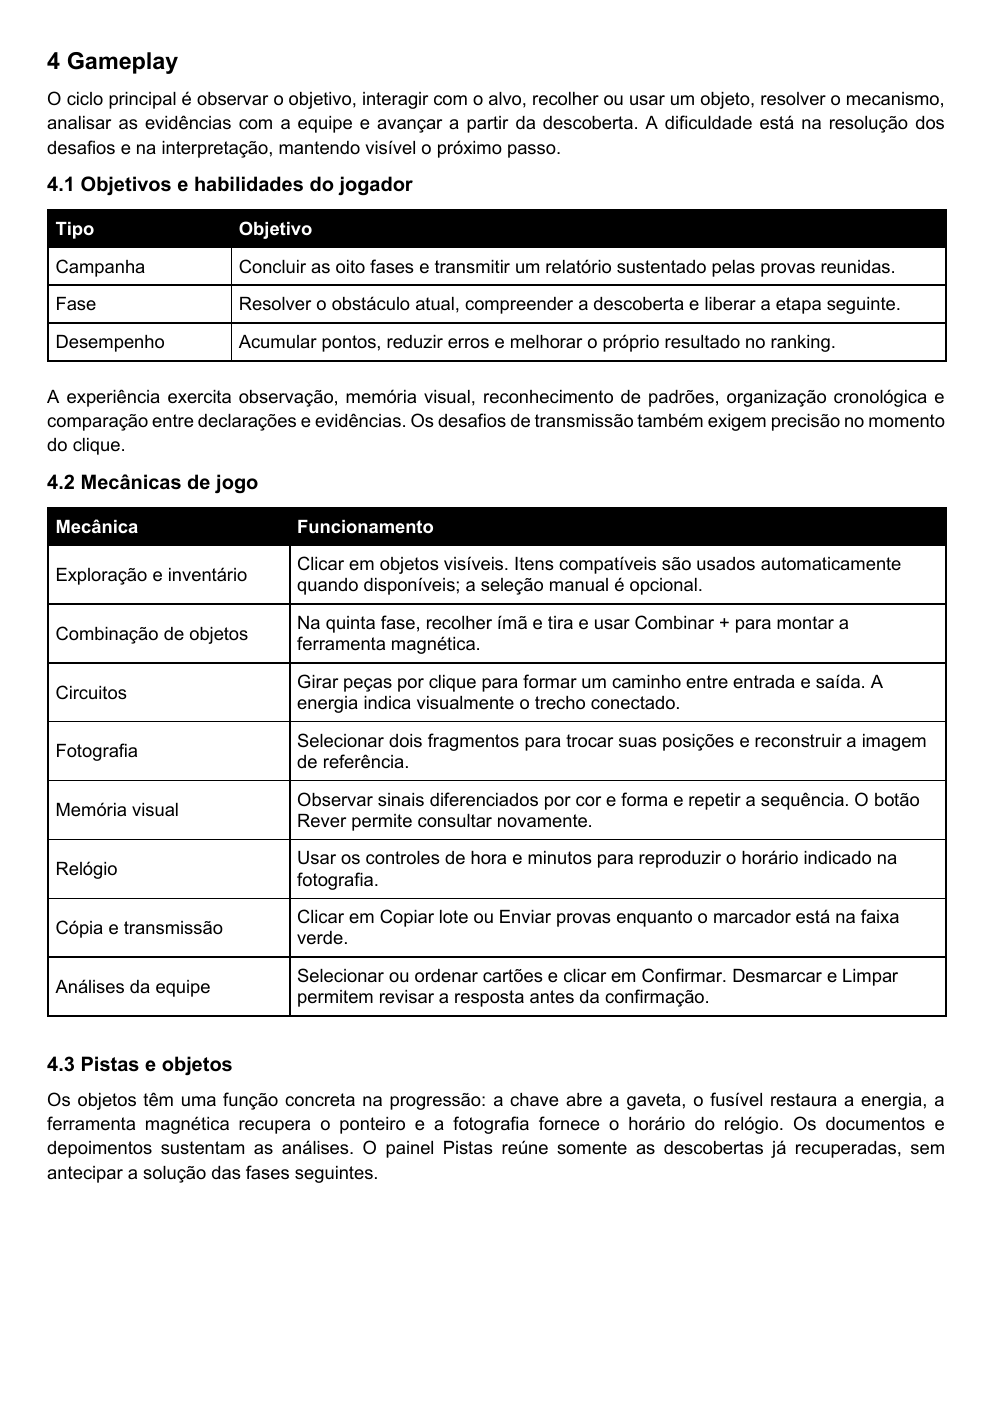 4 Gameplay
O ciclo principal é observar o objetivo, interagir com o alvo, recolher ou usar um objeto, resolver o mecanismo,
analisar as evidências com a equipe e avançar a partir da descoberta. A dificuldade está na resolução dos
desafios e na interpretação, mantendo visível o próximo passo.
4.1 Objetivos e habilidades do jogador
Tipo Objetivo
Campanha Concluir as oito fases e transmitir um relatório sustentado pelas provas reunidas.
Fase Resolver o obstáculo atual, compreender a descoberta e liberar a etapa seguinte.
Desempenho Acumular pontos, reduzir erros e melhorar o próprio resultado no ranking.
A experiência exercita observação, memória visual, reconhecimento de padrões, organização cronológica e
comparação entre declarações e evidências. Os desafios de transmissão também exigem precisão no momento
do clique.
4.2 Mecânicas de jogo
Mecânica Funcionamento
Exploração e inventário
Clicar em objetos visíveis. Itens compatíveis são usados automaticamente
quando disponíveis; a seleção manual é opcional.
Combinação de objetos
Na quinta fase, recolher ímã e tira e usar Combinar + para montar a
ferramenta magnética.
Circuitos
Girar peças por clique para formar um caminho entre entrada e saída. A
energia indica visualmente o trecho conectado.
Fotografia
Selecionar dois fragmentos para trocar suas posições e reconstruir a imagem
de referência.
Memória visual
Observar sinais diferenciados por cor e forma e repetir a sequência. O botão
Rever permite consultar novamente.
Relógio
Usar os controles de hora e minutos para reproduzir o horário indicado na
fotografia.
Cópia e transmissão
Clicar em Copiar lote ou Enviar provas enquanto o marcador está na faixa
verde.
Análises da equipe
Selecionar ou ordenar cartões e clicar em Confirmar. Desmarcar e Limpar
permitem revisar a resposta antes da confirmação.
4.3 Pistas e objetos
Os objetos têm uma função concreta na progressão: a chave abre a gaveta, o fusível restaura a energia, a
ferramenta magnética recupera o ponteiro e a fotografia fornece o horário do relógio. Os documentos e
depoimentos sustentam as análises. O painel Pistas reúne somente as descobertas já recuperadas, sem
antecipar a solução das fases seguintes.